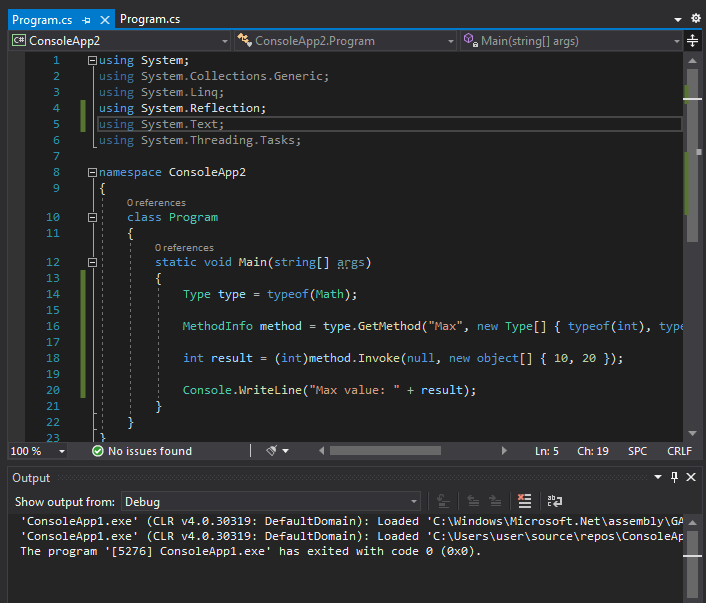 Program.cs
Program.cs
C# ConsoleApp2
ConsoleApp2.Program
Main(string[] args)
1 using System;
2 using System.Collections.Generic;
3 using System.Linq;
4 using System.Reflection;
5 using System.Text;
6 using System.Threading.Tasks;
7
8 namespace ConsoleApp2
9 {
0 references
10 class Program
11 {
0 references
12 static void Main(string[] args)
13 {
14 Type type = typeof(Math);
15
16 MethodInfo method = type.GetMethod("Max", new Type[] { typeof(int), type
17
18 int result = (int)method.Invoke(null, new object[] { 10, 20 });
19
20 Console.WriteLine("Max value: " + result);
21 }
22 }
23 }
100 % No issues found Ln: 5 Ch: 19 SPC CRLF
Output
Show output from: Debug
'ConsoleApp1.exe' (CLR v4.0.30319: DefaultDomain): Loaded 'C:\Windows\Microsoft.Net\assembly\GA
'ConsoleApp1.exe' (CLR v4.0.30319: DefaultDomain): Loaded 'C:\Users\user\source\repos\ConsoleAp
The program '[5276] ConsoleApp1.exe' has exited with code 0 (0x0).